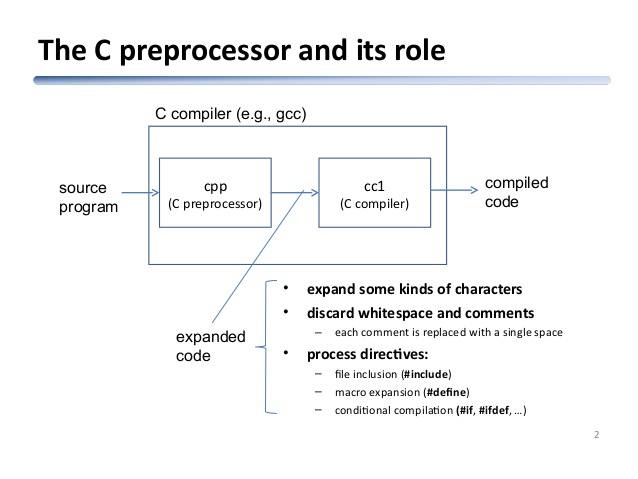 The C preprocessor and its role
C compiler (e.g., gcc)
source
program
cpp
(C preprocessor)
cc1
(C compiler)
compiled
code
expanded
code
• expand some kinds of characters
• discard whitespace and comments
– each comment is replaced with a single space
• process directives:
– file inclusion (#include)
– macro expansion (#define)
– conditional compilation (#if, #ifdef, ...)
2